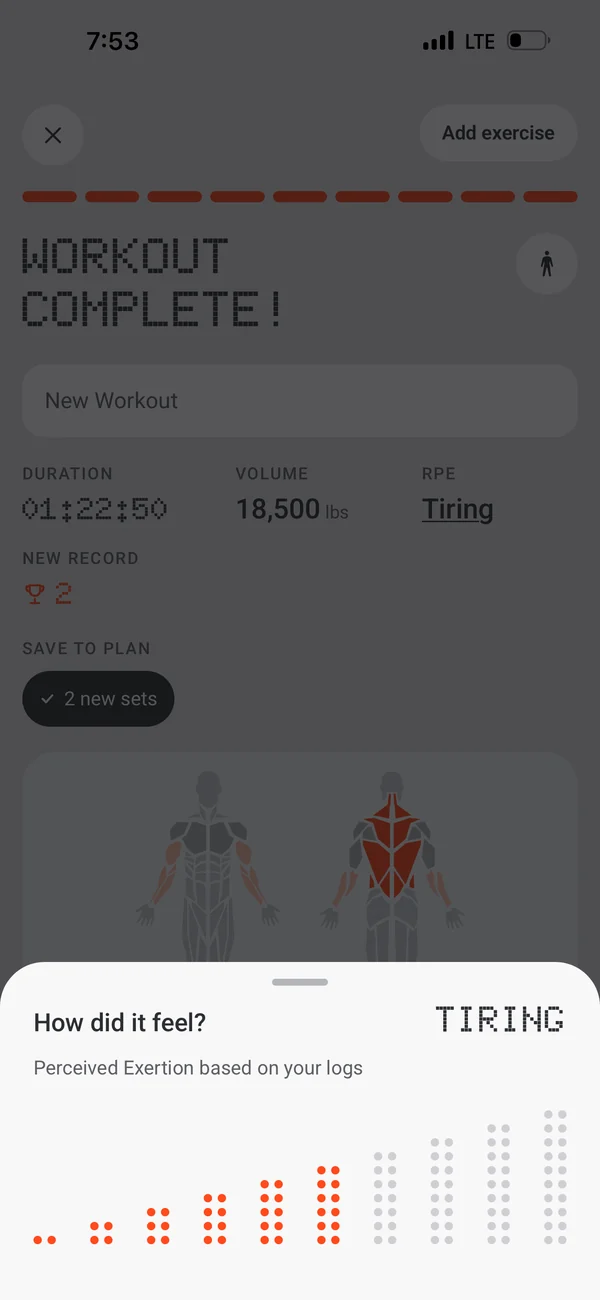 7:53
LTE
Add exercise
WORKOUT
COMPLETE!
New Workout
DURATION VOLUME RPE
01:22:50 18,500 lbs Tiring
NEW RECORD
2
SAVE TO PLAN
2 new sets
How did it feel? TIRING
Perceived Exertion based on your logs